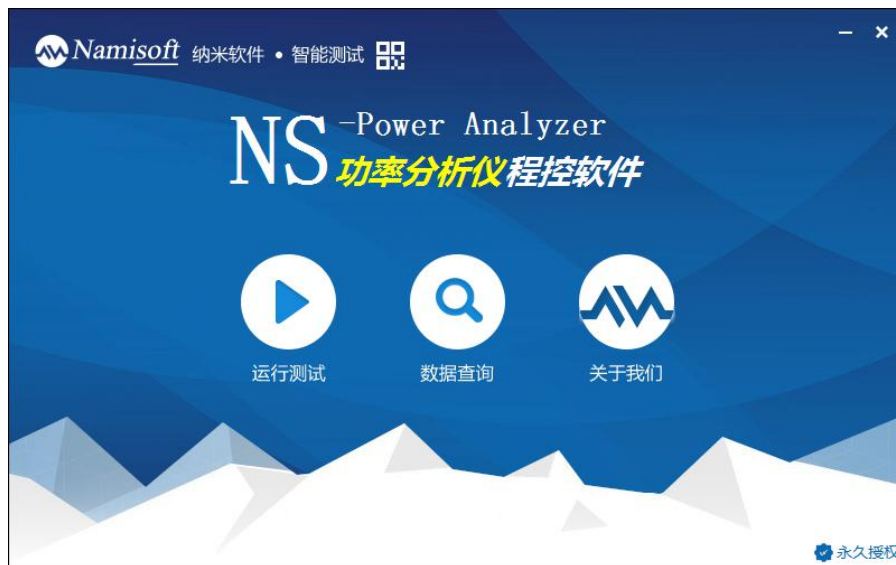 Namisoft 纳米软件 • 智能测试
NS-Power Analyzer
功率分析仪程控软件
运行测试
数据查询
关于我们
永久授权